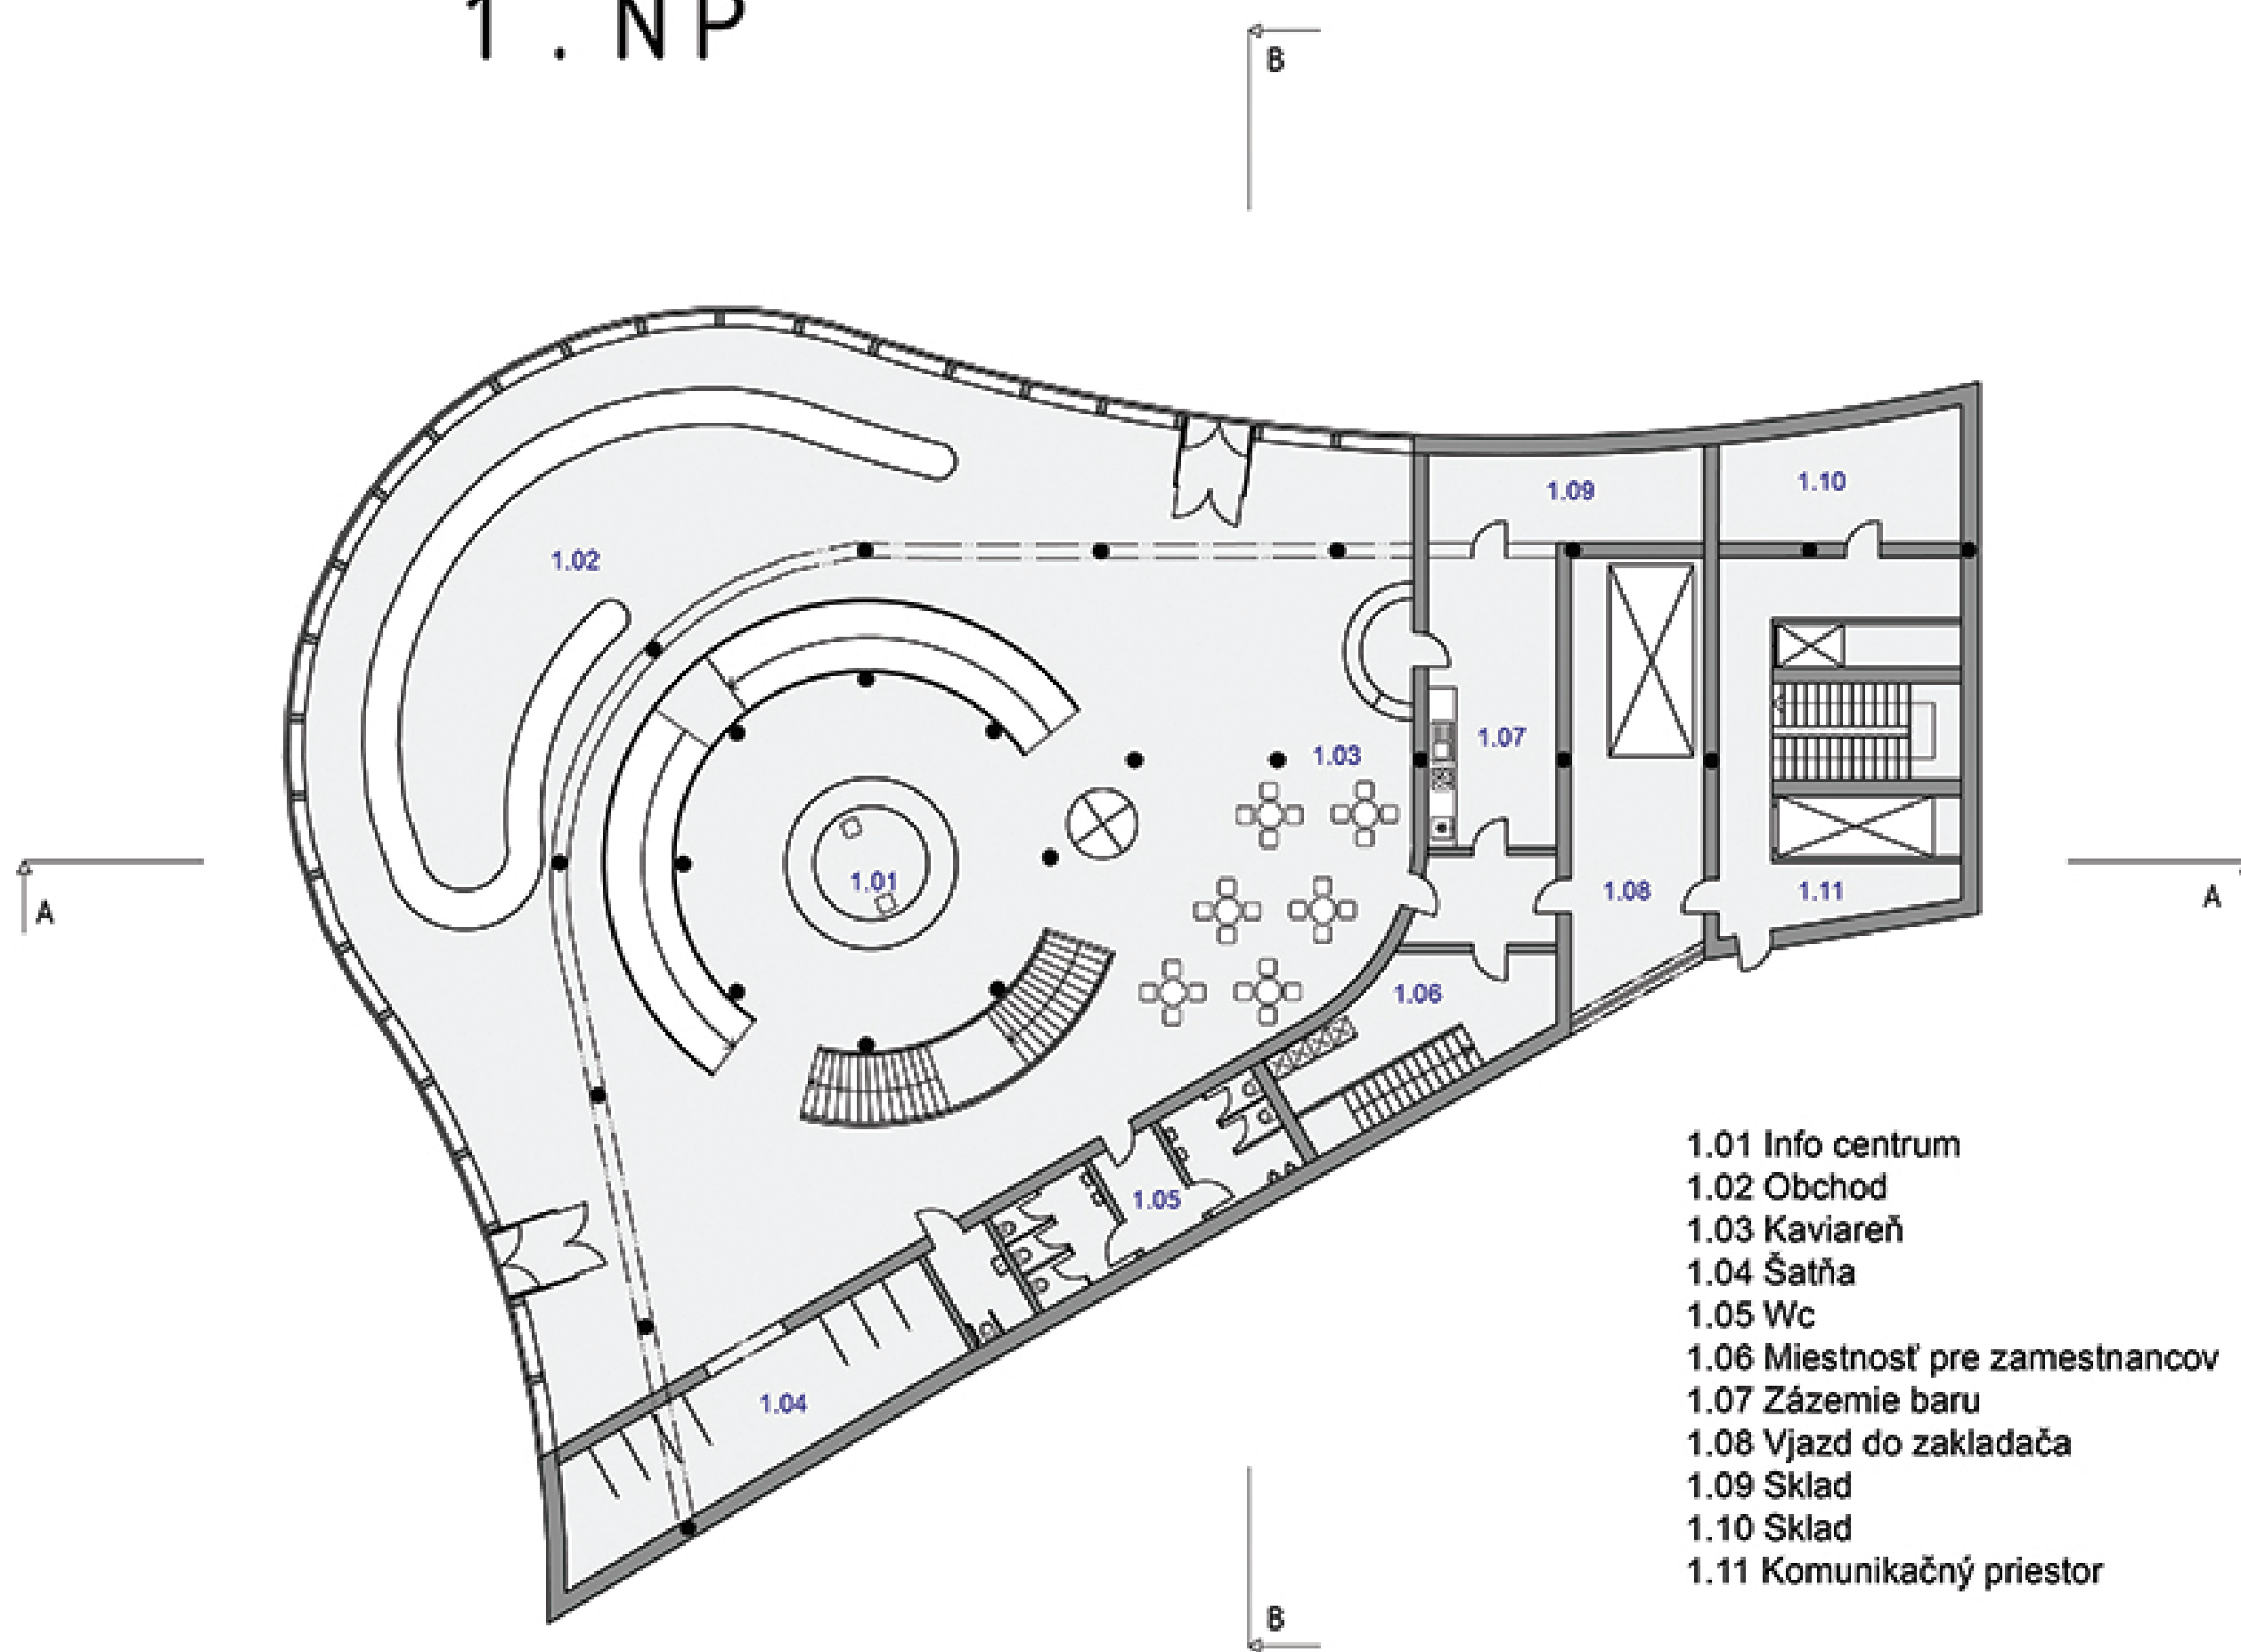 1 . NP
B
1.09
1.10
1.02
1.07
1.03
1.01
1.08
1.11
A
A
1.06
1.05
1.04
1.01 Info centrum
1.02 Obchod
1.03 Kaviareň
1.04 Šatňa
1.05 Wc
1.06 Miestnosť pre zamestnancov
1.07 Zázemie baru
1.08 Vjazd do zakladača
1.09 Sklad
1.10 Sklad
1.11 Komunikačný priestor
B